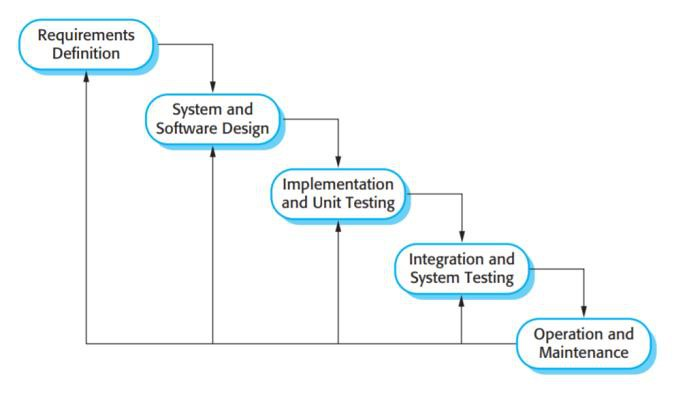 Requirements
Definition
System and
Software Design
Implementation
and Unit Testing
Integration and
System Testing
Operation and
Maintenance